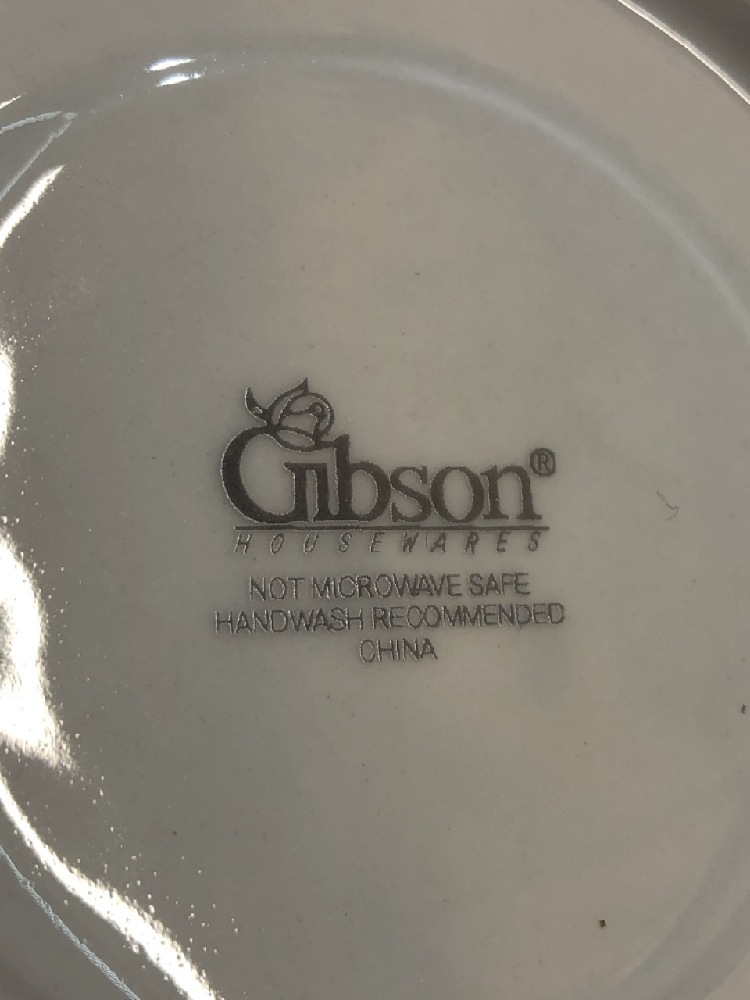 Gibson®
HOUSEWARES
NOT MICROWAVE SAFE
HANDWASH RECOMMENDED
CHINA